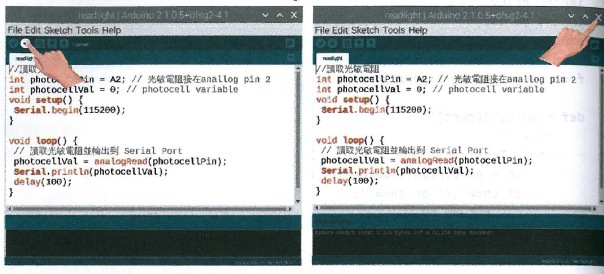 readlight | Arduino 2:1.0.5+dfsg2-4.1
File Edit Sketch Tools Help
Upload
readlight
//讀取光
int photocellPin = A2; // 光敏電阻接在anallog pin 2
int photocellVal = 0; // photocell variable
void setup() {
Serial.begin(115200);
}
void loop() {
// 讀取光敏電阻並輸出到 Serial Port
photocellVal = analogRead(photocellPin);
Serial.println(photocellVal);
delay(100);
}
readlight | Arduino 2:1.0.5+dfsg2-4.1
File Edit Sketch Tools Help
readlight
//讀取光敏電阻
int photocellPin = A2; // 光敏電阻接在anallog pin 2
int photocellVal = 0; // photocell variable
void setup() {
Serial.begin(115200);
}
void loop() {
// 讀取光敏電阻並輸出到 Serial Port
photocellVal = analogRead(photocellPin);
Serial.println(photocellVal);
delay(100);
}